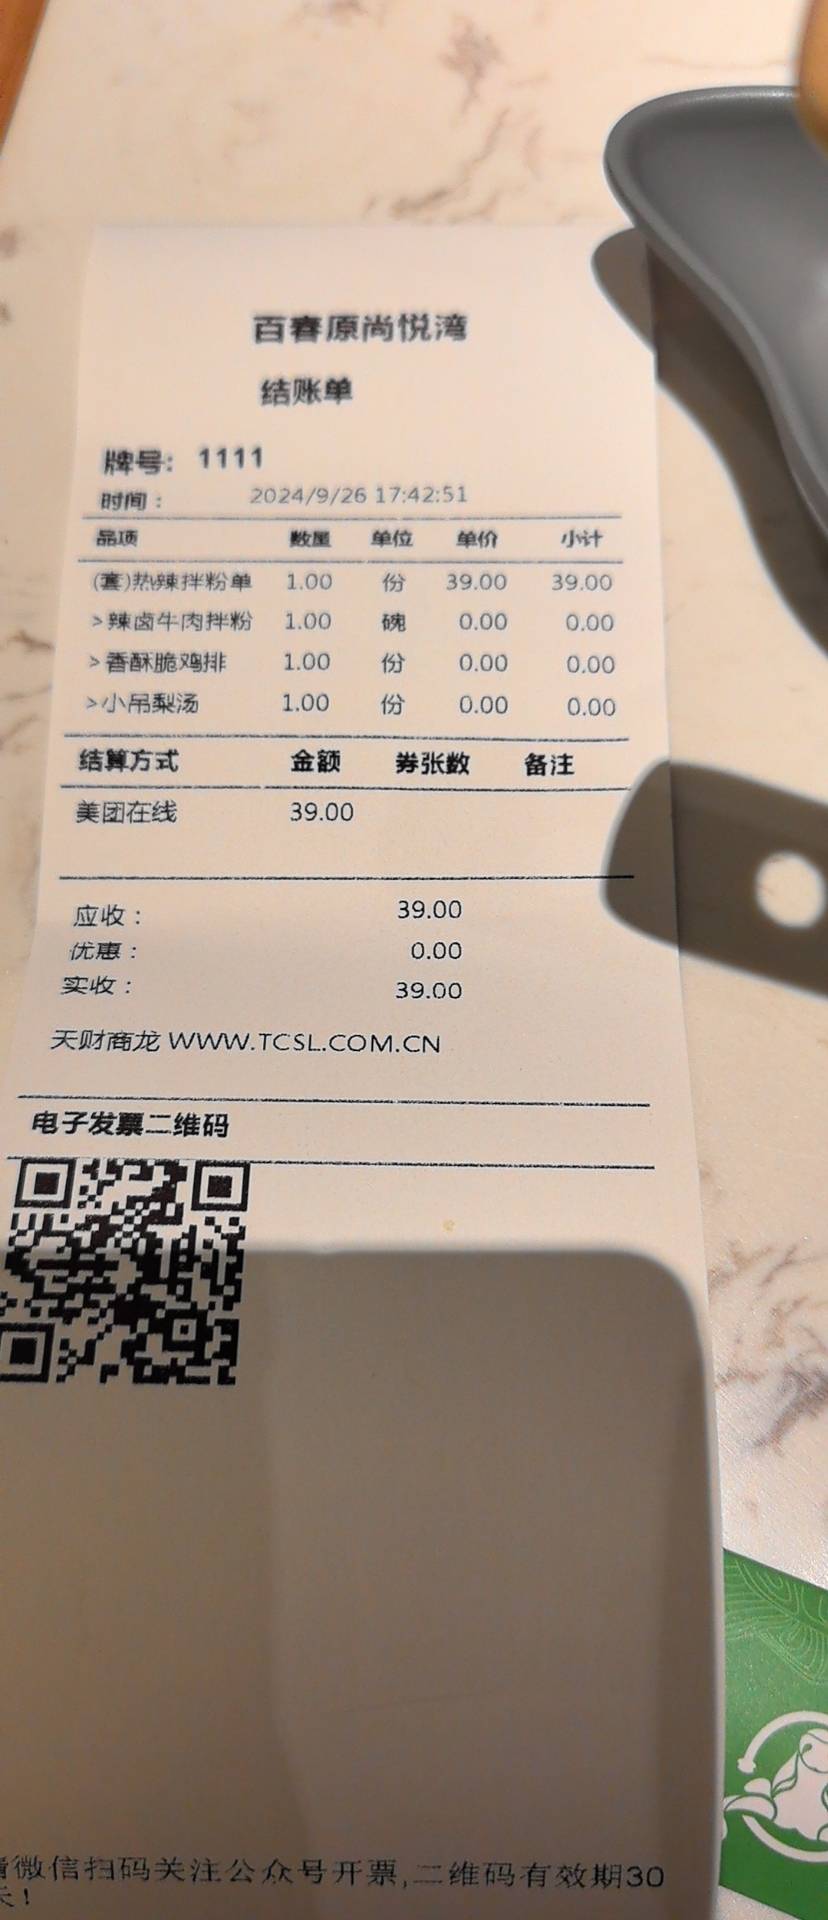 百春原尚悦湾
结账单
牌号: 1111
时间： 2024/9/26 17:42:51
品项 数量 单位 单价 小计
(套)热辣拌粉单 1.00 份 39.00 39.00
>辣卤牛肉拌粉 1.00 碗 0.00 0.00
>香酥脆鸡排 1.00 份 0.00 0.00
>小吊梨汤 1.00 份 0.00 0.00
结算方式 金额 券张数 备注
美团在线 39.00
应收： 39.00
优惠： 0.00
实收： 39.00
天财商龙 WWW.TCSL.COM.CN
电子发票二维码
请微信扫码关注公众号开票,二维码有效期30
天!